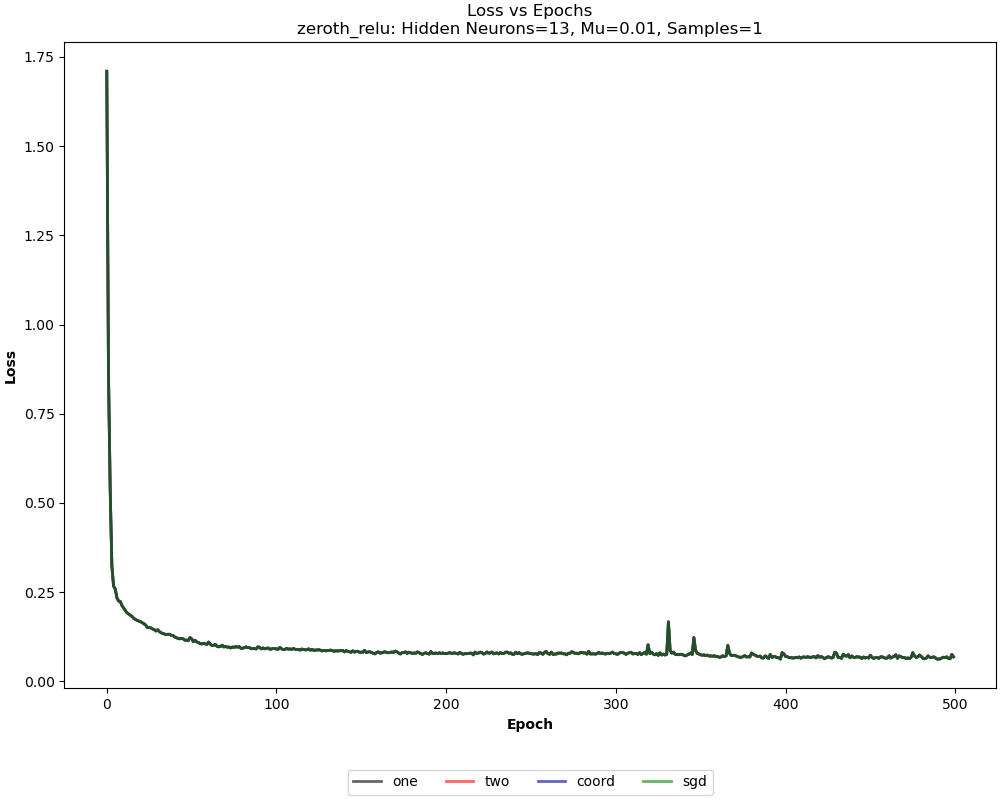 Loss vs Epochs
zeroth_relu: Hidden Neurons=13, Mu=0.01, Samples=1
1.75
1.50
1.25
1.00
0.75
0.50
0.25
0.00
Loss
0 100 200 300 400 500
Epoch
one two coord sgd